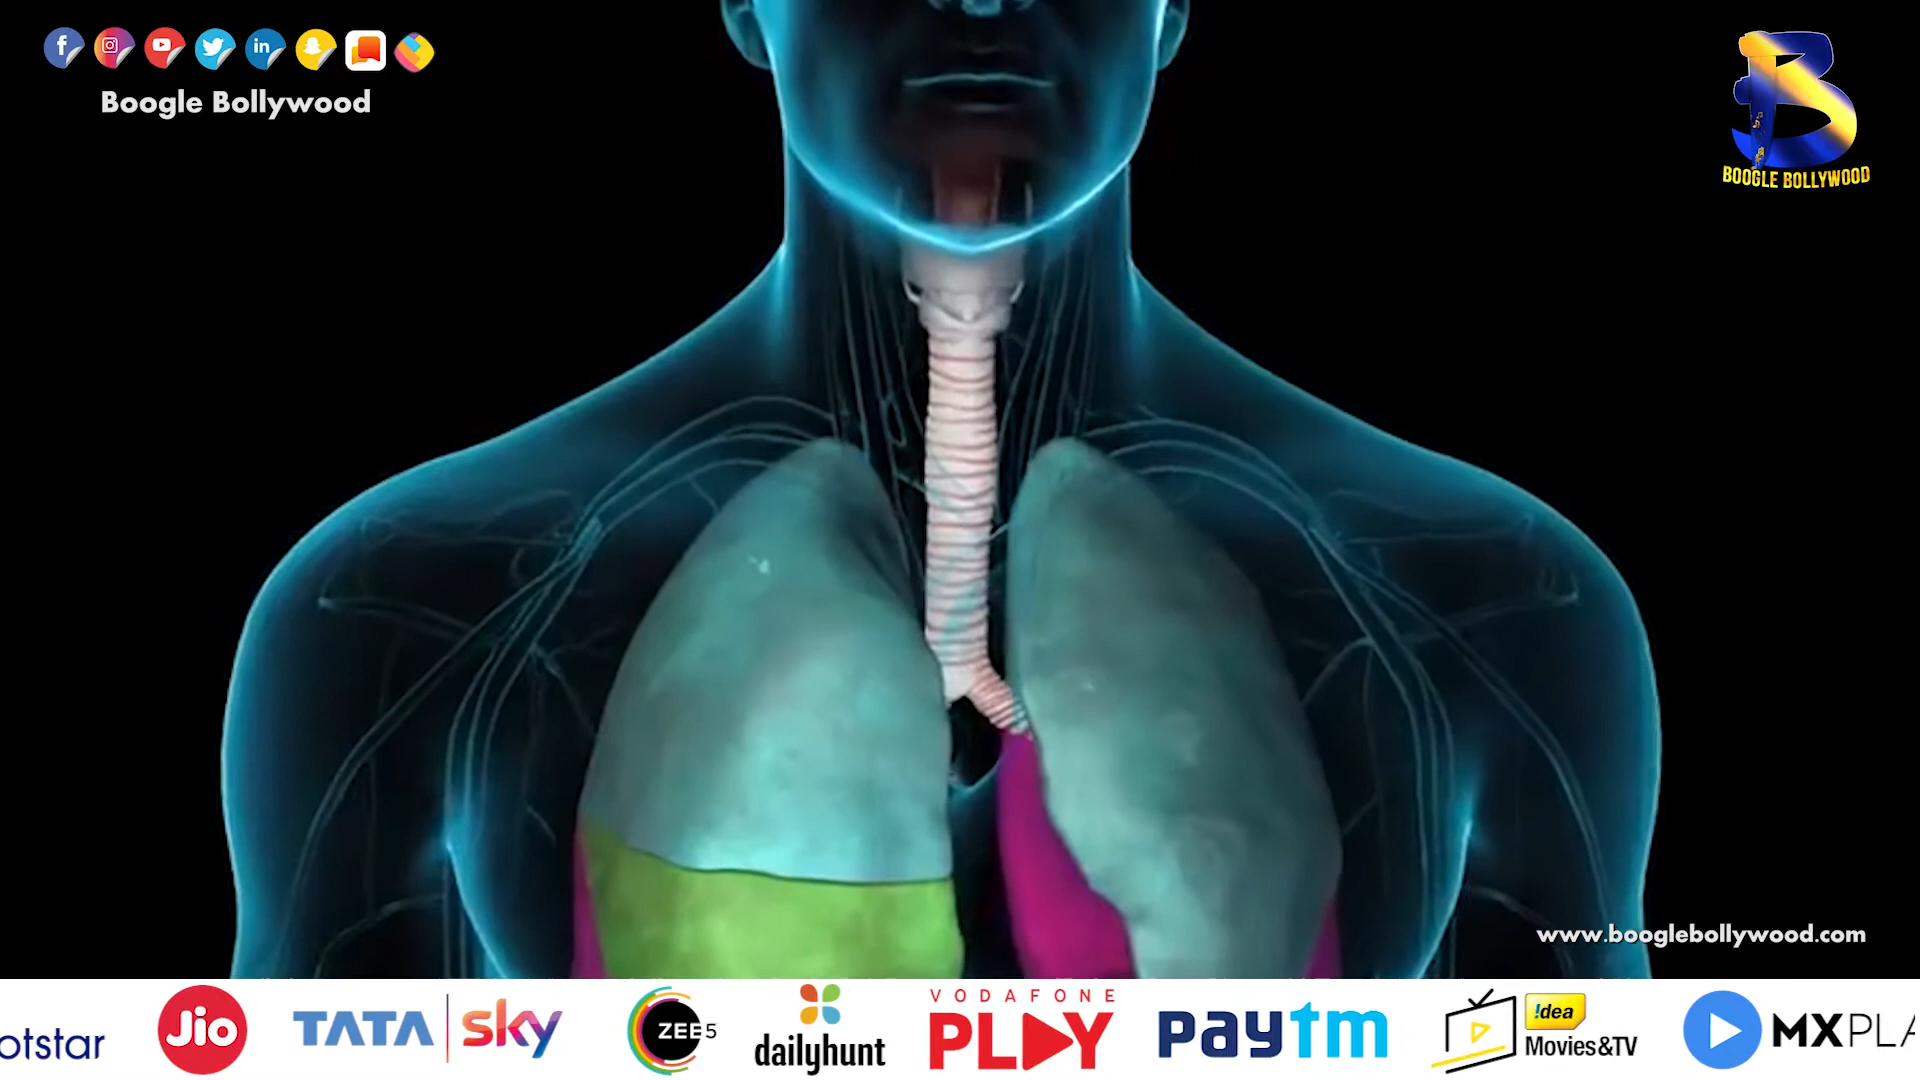 Boogle Bollywood
BOOGLE BOLLYWOOD
www.booglebollywood.com
otstar
Jio
TATA sky
ZEE5
dailyhunt
VODAFONE
PLAY
paytm
!dea
Movies&TV
MXPLA